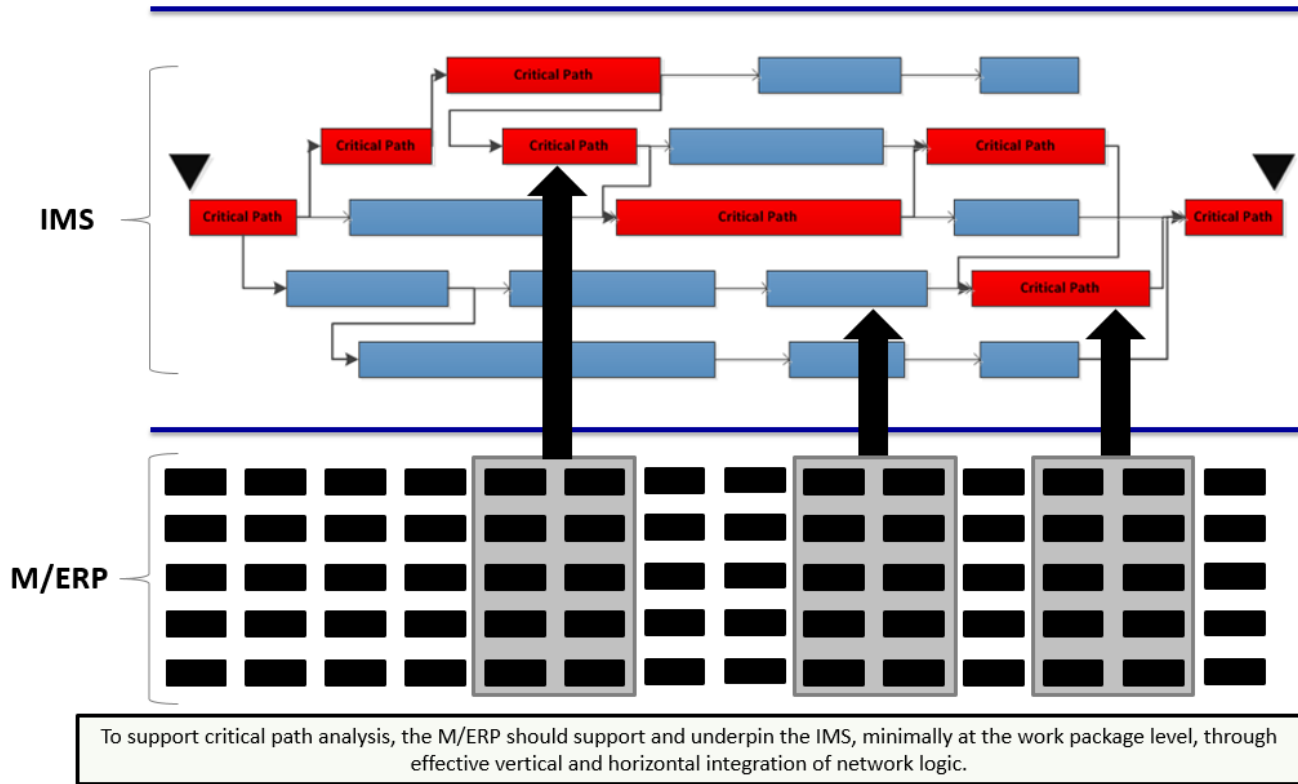 Critical Path
Critical Path
Critical Path
Critical Path
IMS
Critical Path
Critical Path
Critical Path
Critical Path
M/ERP
To support critical path analysis, the M/ERP should support and underpin the IMS, minimally at the work package level, through
effective vertical and horizontal integration of network logic.